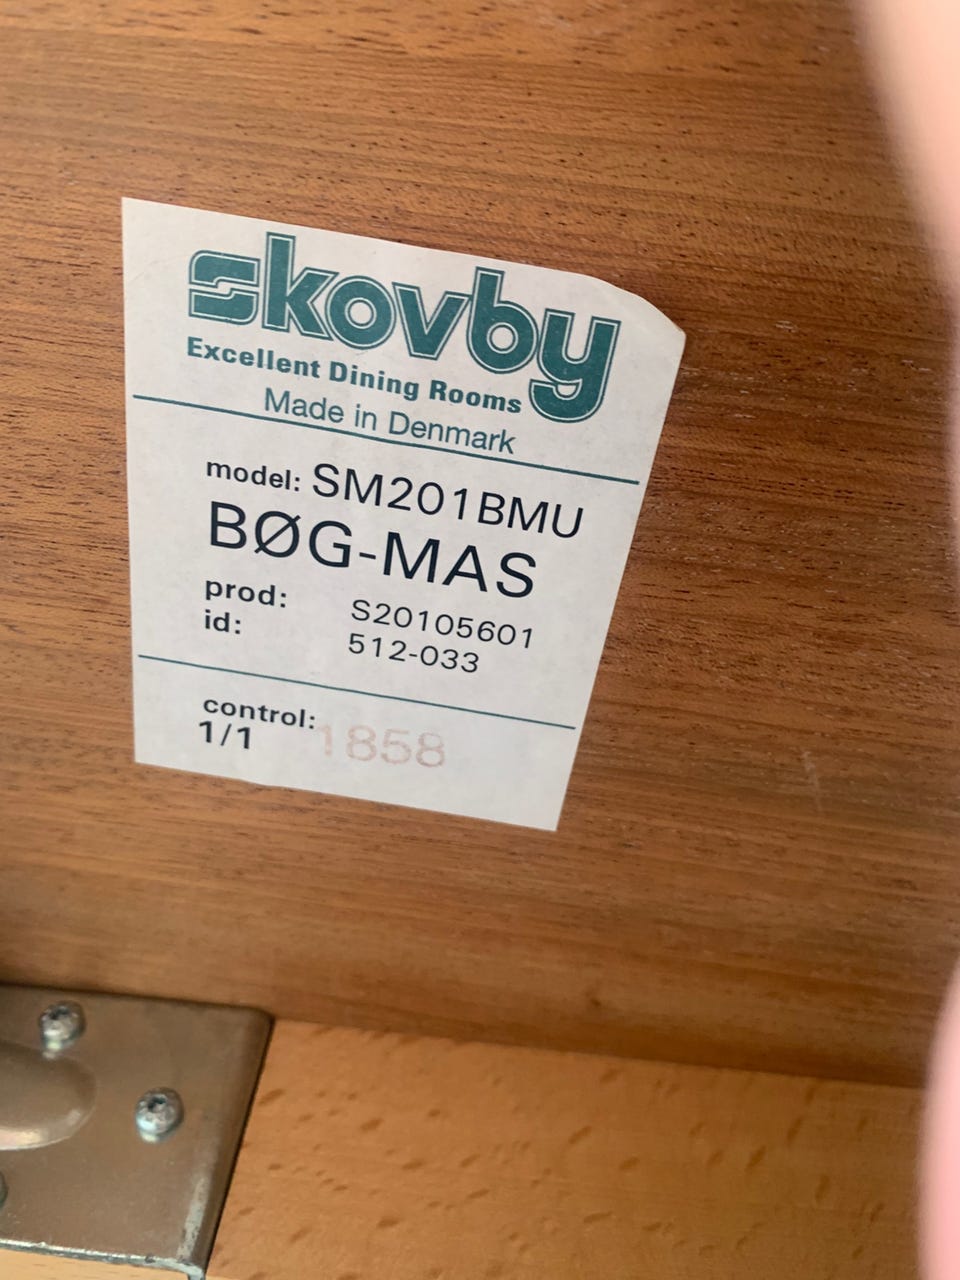 skovby
Excellent Dining Rooms
Made in Denmark
model: SM201BMU
BØG-MAS
prod: S20105601
id: 512-033
control:
1/1 1858